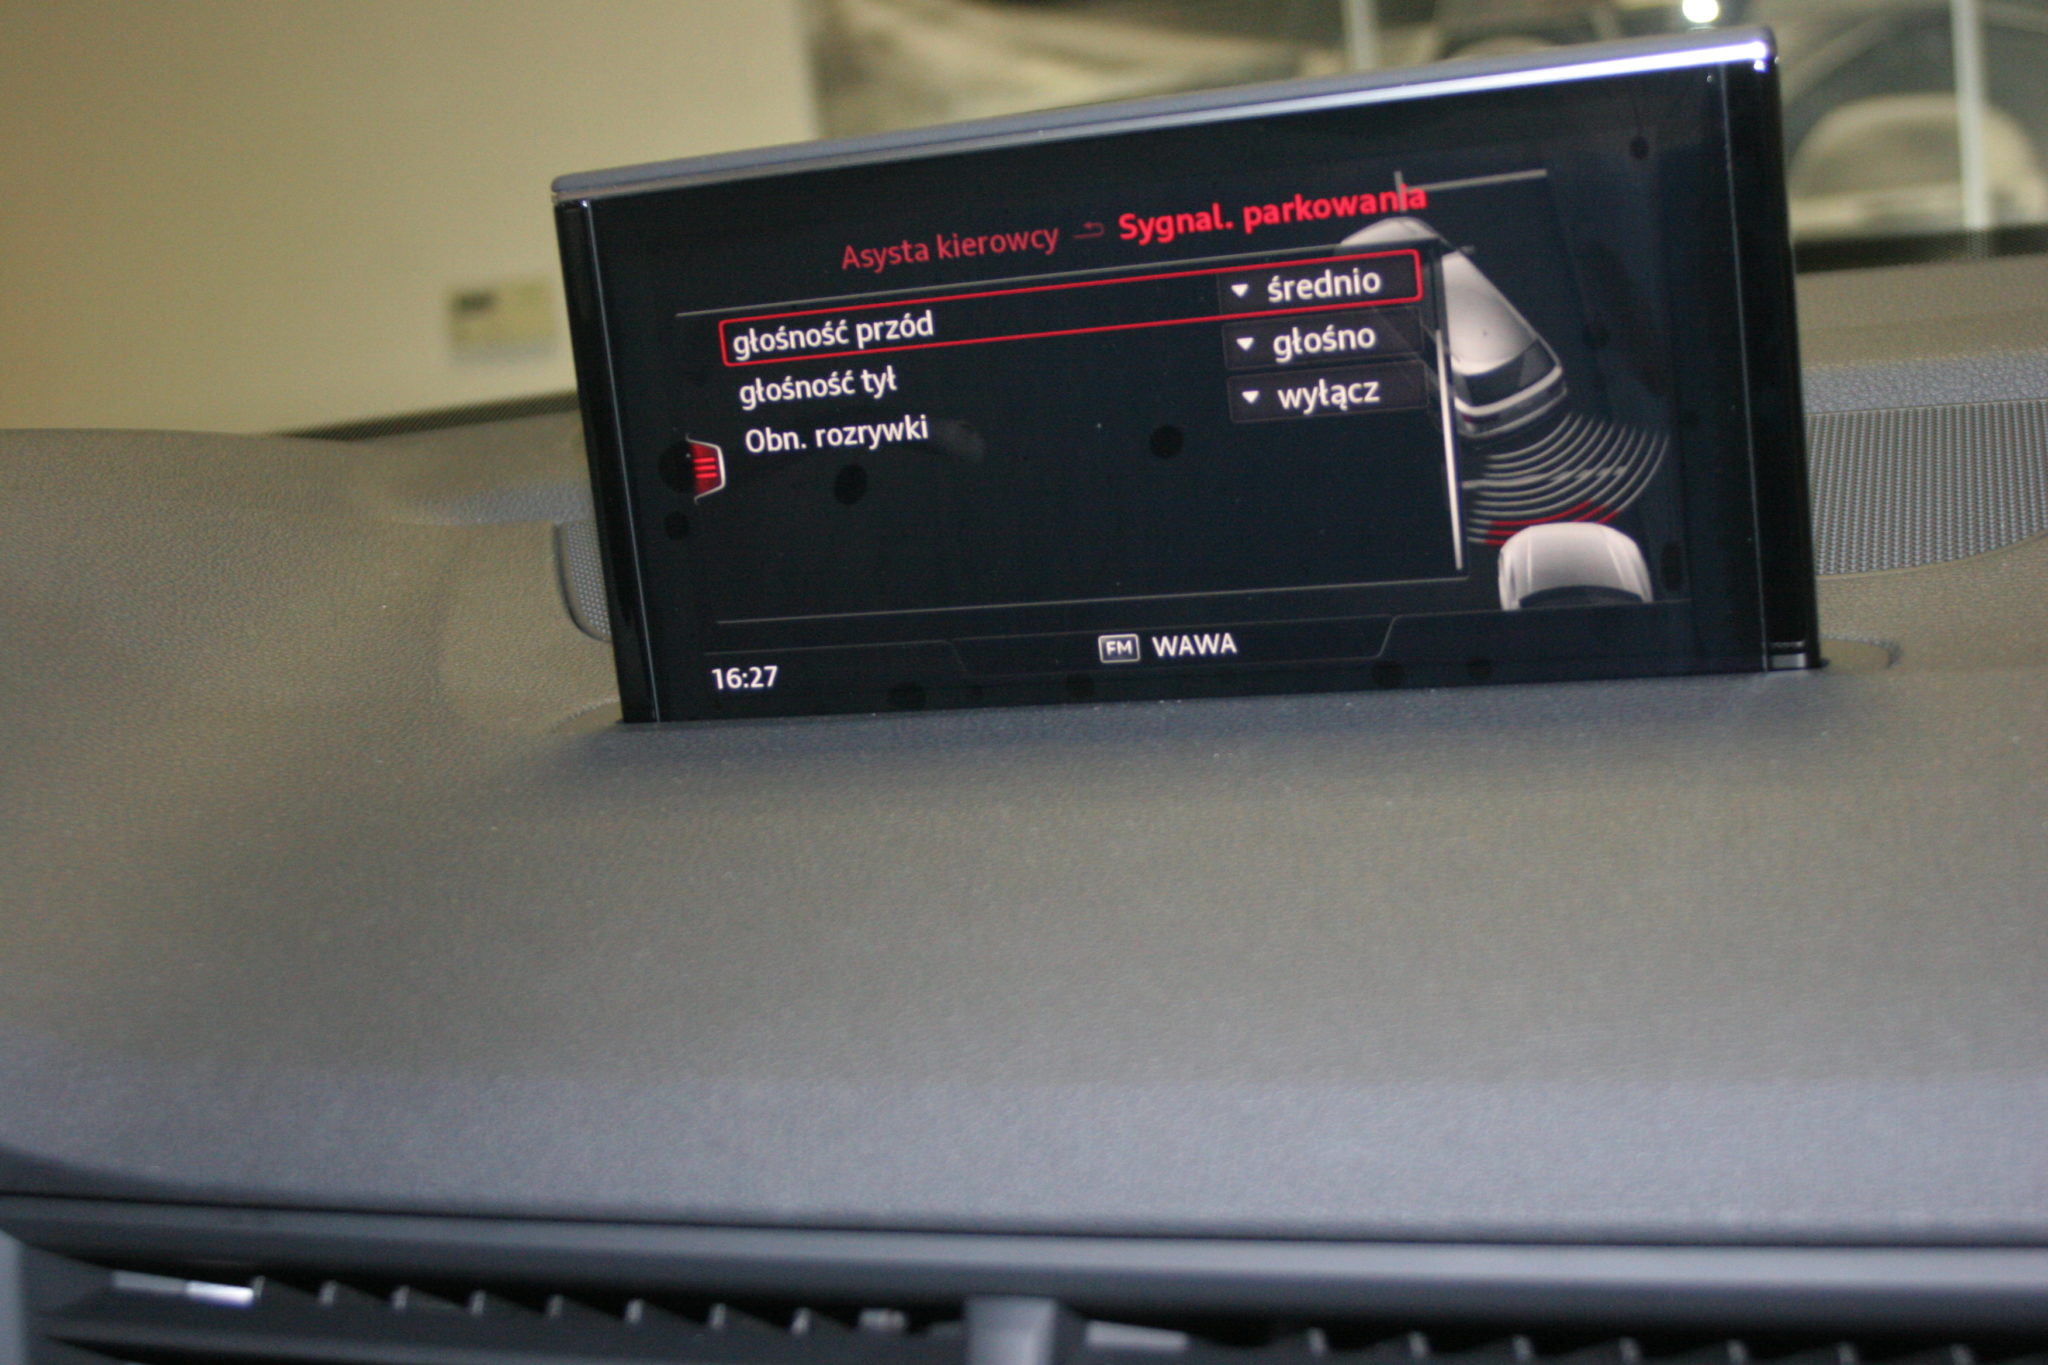 Asysta kierowcy Sygnal. parkowania
głośność przód średnio
głośność tył głośno
Obn. rozrywki wyłącz
16:27 FM WAWA